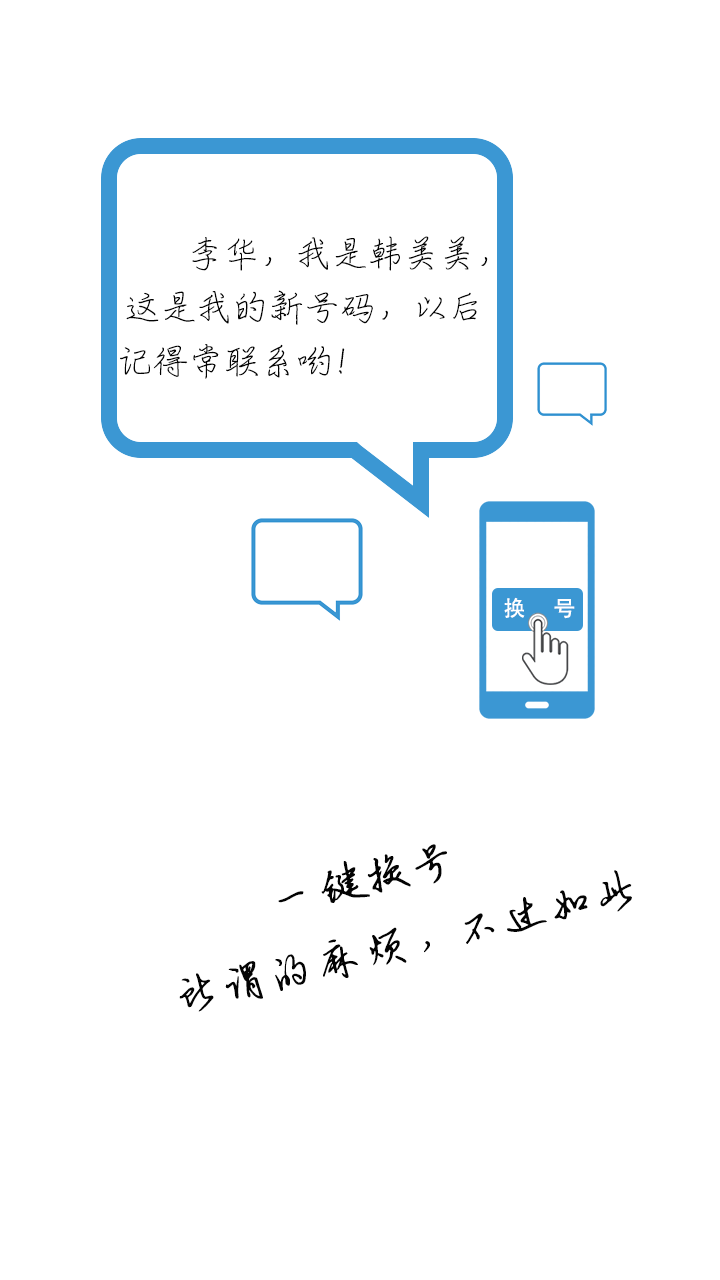 李华，我是韩美美，
这是我的新号码，以后
记得常联系哟！
换 号
一键换号
所谓的麻烦，不过如此